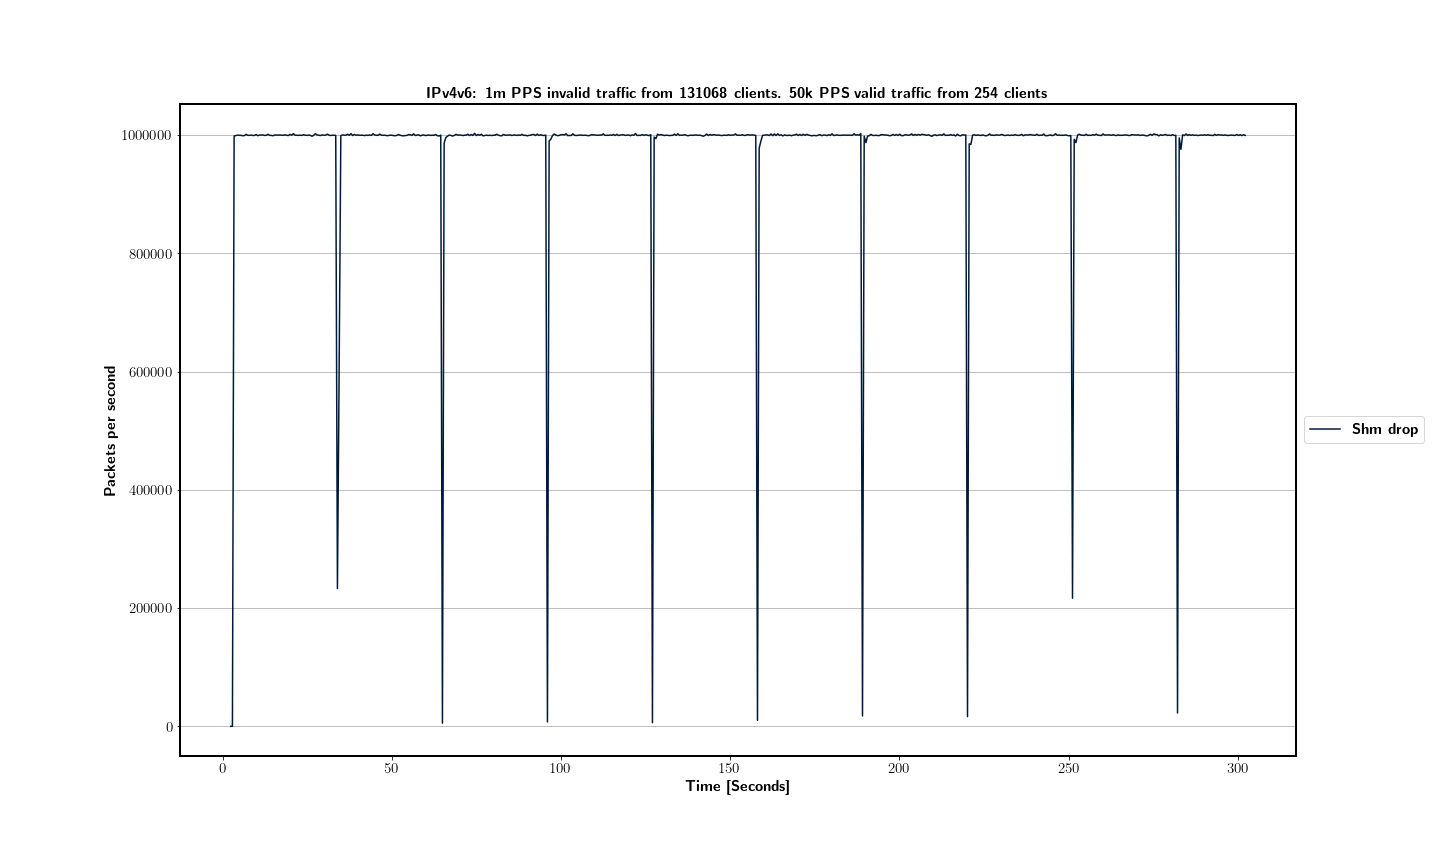 IPv4v6: 1m PPS invalid traffic from 131068 clients. 50k PPS valid traffic from 254 clients
1000000
800000
600000
400000
200000
0
Packets per second
0 50 100 150 200 250 300
Time [Seconds]
Shm drop